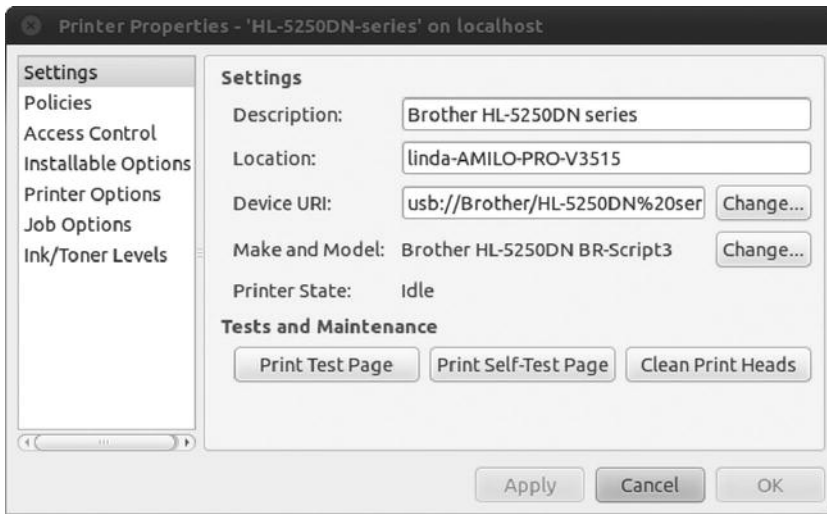 Printer Properties - 'HL-5250DN-series' on localhost
Settings
Policies
Access Control
Installable Options
Printer Options
Job Options
Ink/Toner Levels
Settings
Description: Brother HL-5250DN series
Location: linda-AMILO-PRO-V3515
Device URI: usb://Brother/HL-5250DN%20ser Change...
Make and Model: Brother HL-5250DN BR-Script3 Change...
Printer State: Idle
Tests and Maintenance
Print Test Page Print Self-Test Page Clean Print Heads
Apply Cancel OK